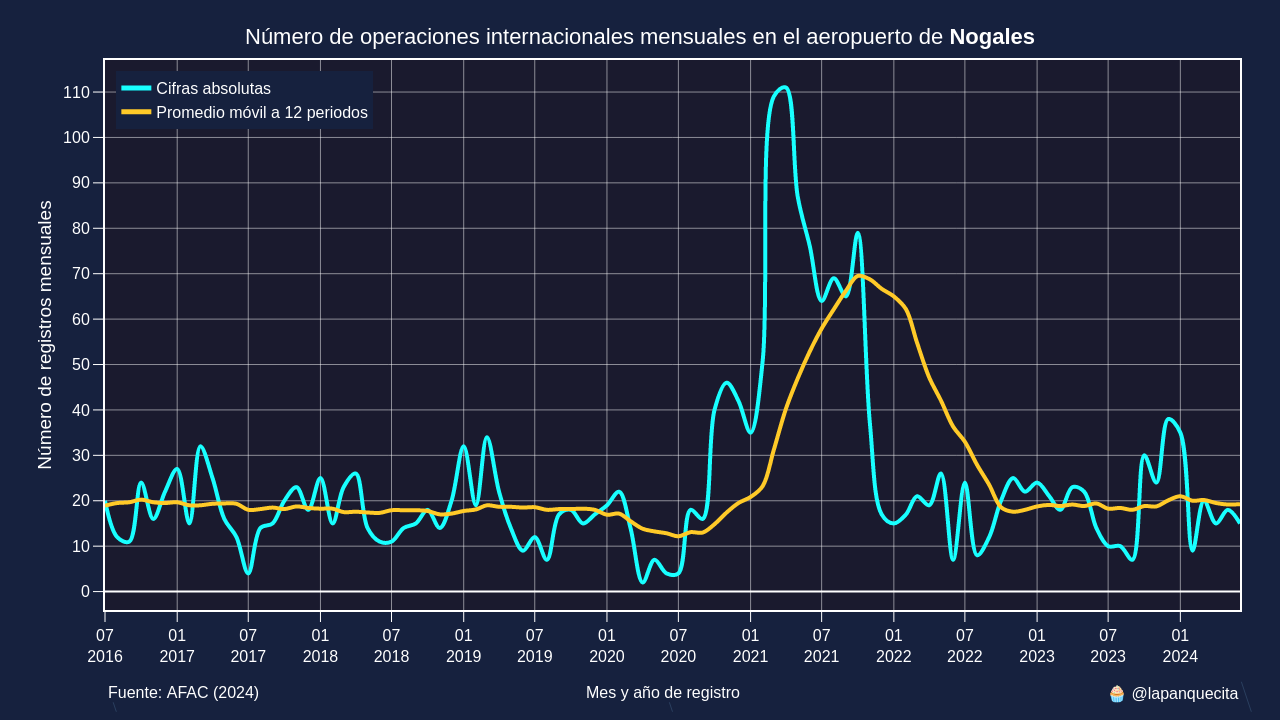 Número de operaciones internacionales mensuales en el aeropuerto de Nogales
Cifras absolutas
Promedio móvil a 12 periodos
Número de registros mensuales
110
100
90
80
70
60
50
40
30
20
10
0
07 01 07 01 07 01 07 01 07 01 07 01 07 01 07 01
2016 2017 2017 2018 2018 2019 2019 2020 2020 2021 2021 2022 2022 2023 2023 2024
Fuente: AFAC (2024)
Mes y año de registro
🧁 @lapanquecita